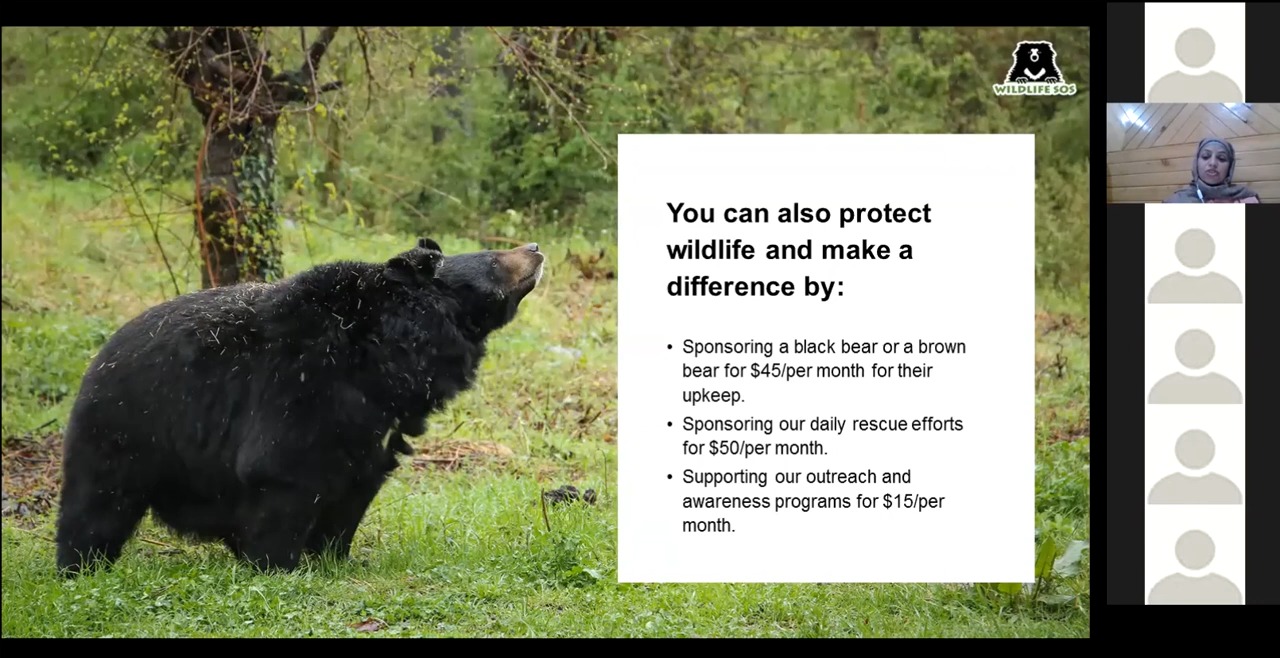 WILDLIFE SOS
You can also protect
wildlife and make a
difference by:
• Sponsoring a black bear or a brown
bear for $45/per month for their
upkeep.
• Sponsoring our daily rescue efforts
for $50/per month.
• Supporting our outreach and
awareness programs for $15/per
month.